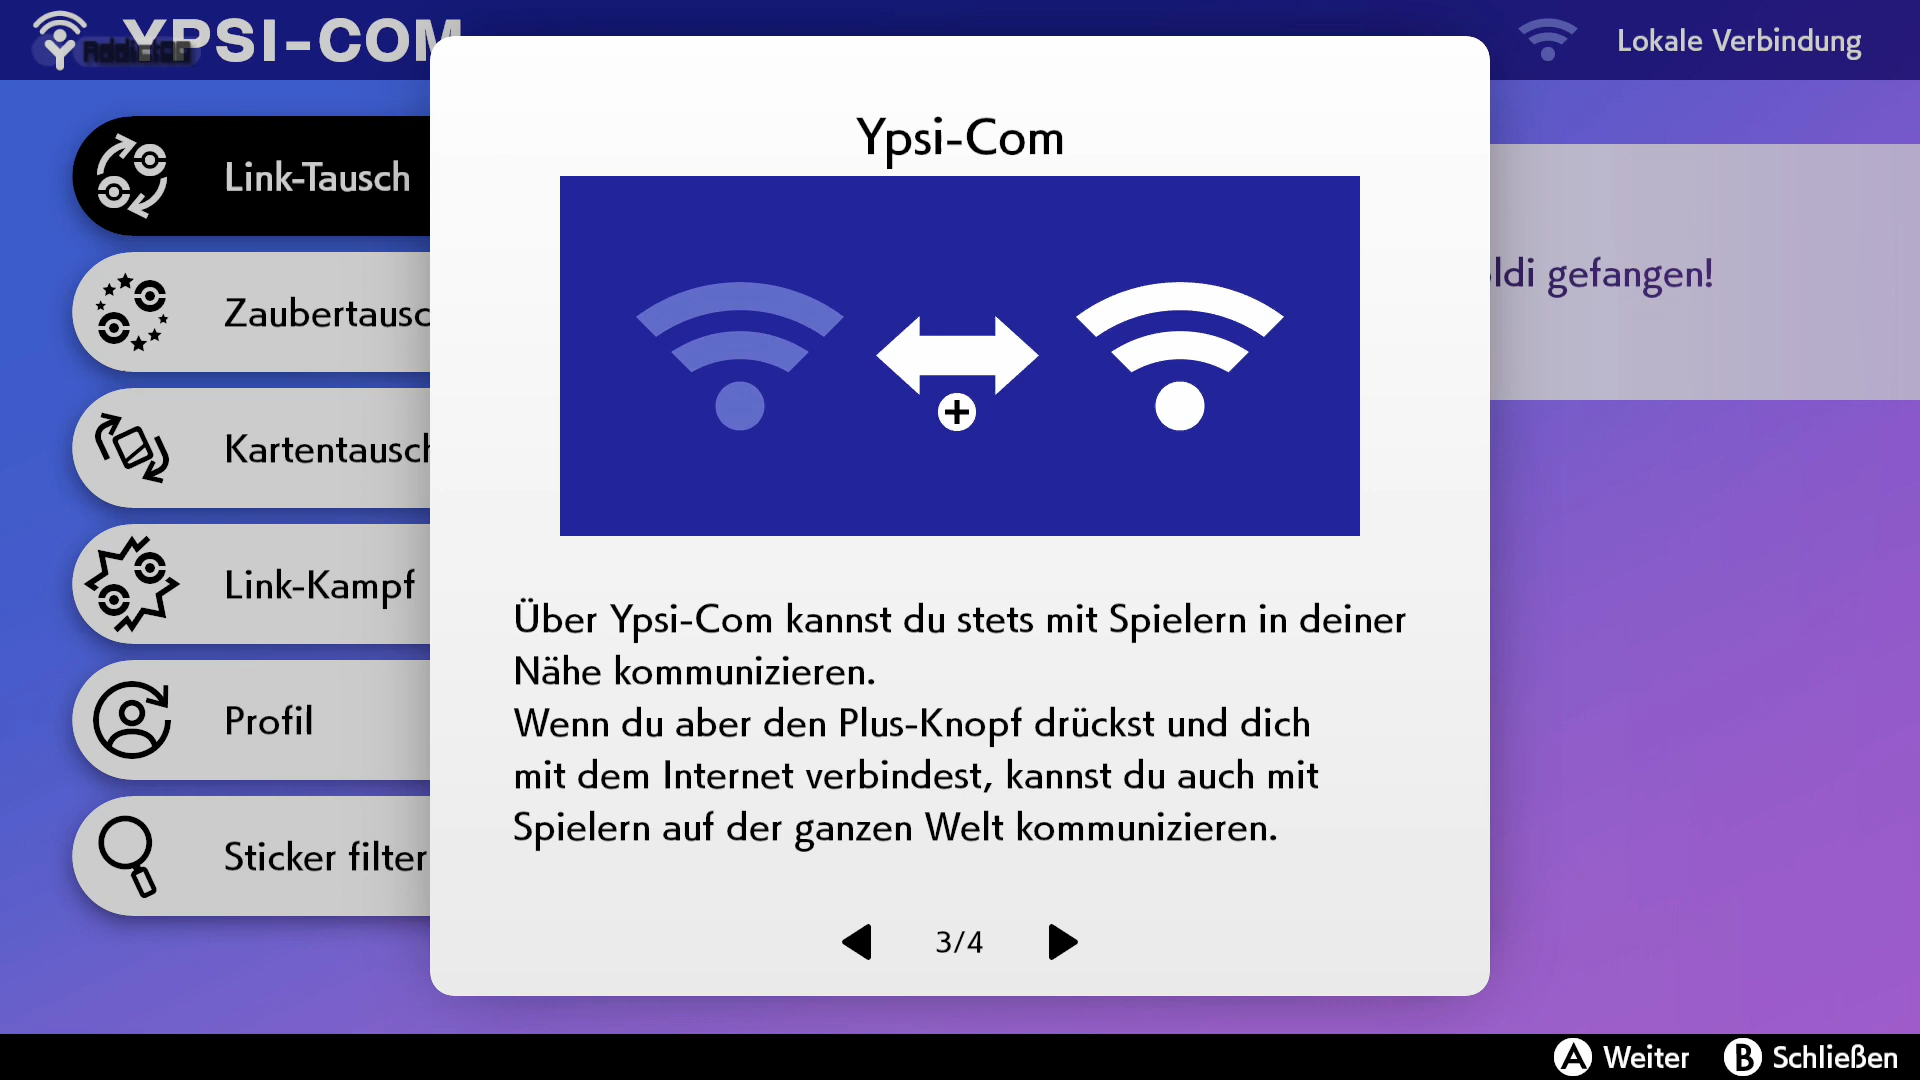 YPSI-COM
Lokale Verbindung
Link-Tausch
Zaubertausc
Kartentausch
Link-Kampf
Profil
Sticker filter
ldi gefangen!
Ypsi-Com
Über Ypsi-Com kannst du stets mit Spielern in deiner
Nähe kommunizieren.
Wenn du aber den Plus-Knopf drückst und dich
mit dem Internet verbindest, kannst du auch mit
Spielern auf der ganzen Welt kommunizieren.
3/4
A Weiter
B Schließen